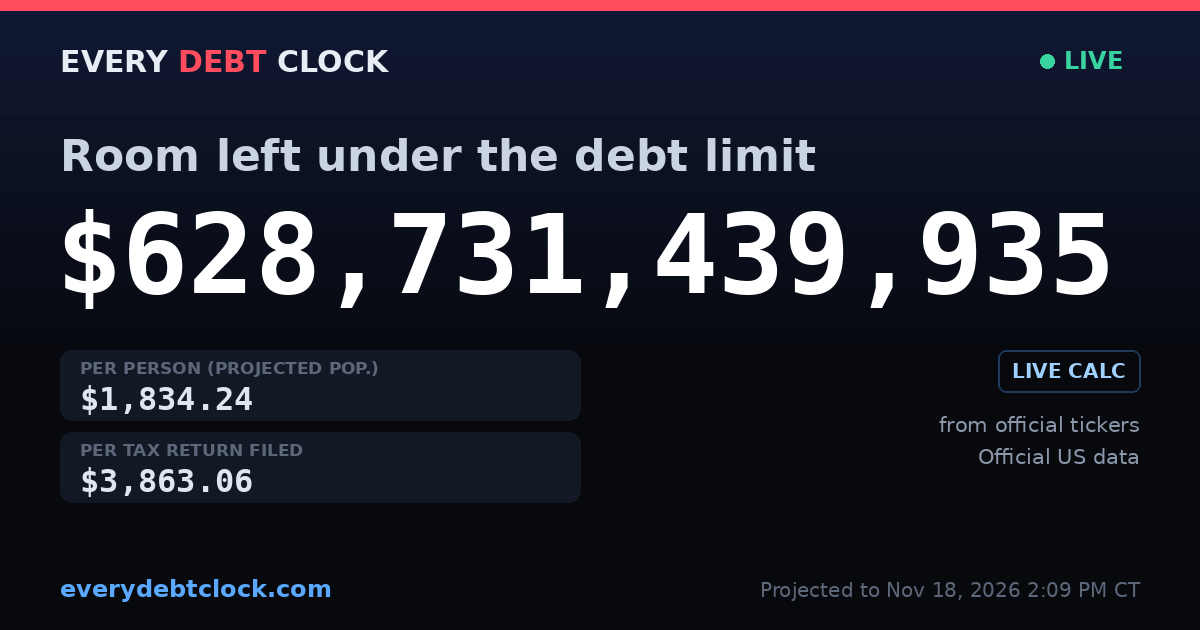 EVERY DEBT CLOCK
LIVE
Room left under the debt limit
$628,731,439,935
PER PERSON (PROJECTED POP.)
$1,834.24
PER TAX RETURN FILED
$3,863.06
LIVE CALC
from official tickers
Official US data
everydebtclock.com
Projected to Nov 18, 2026 2:09 PM CT